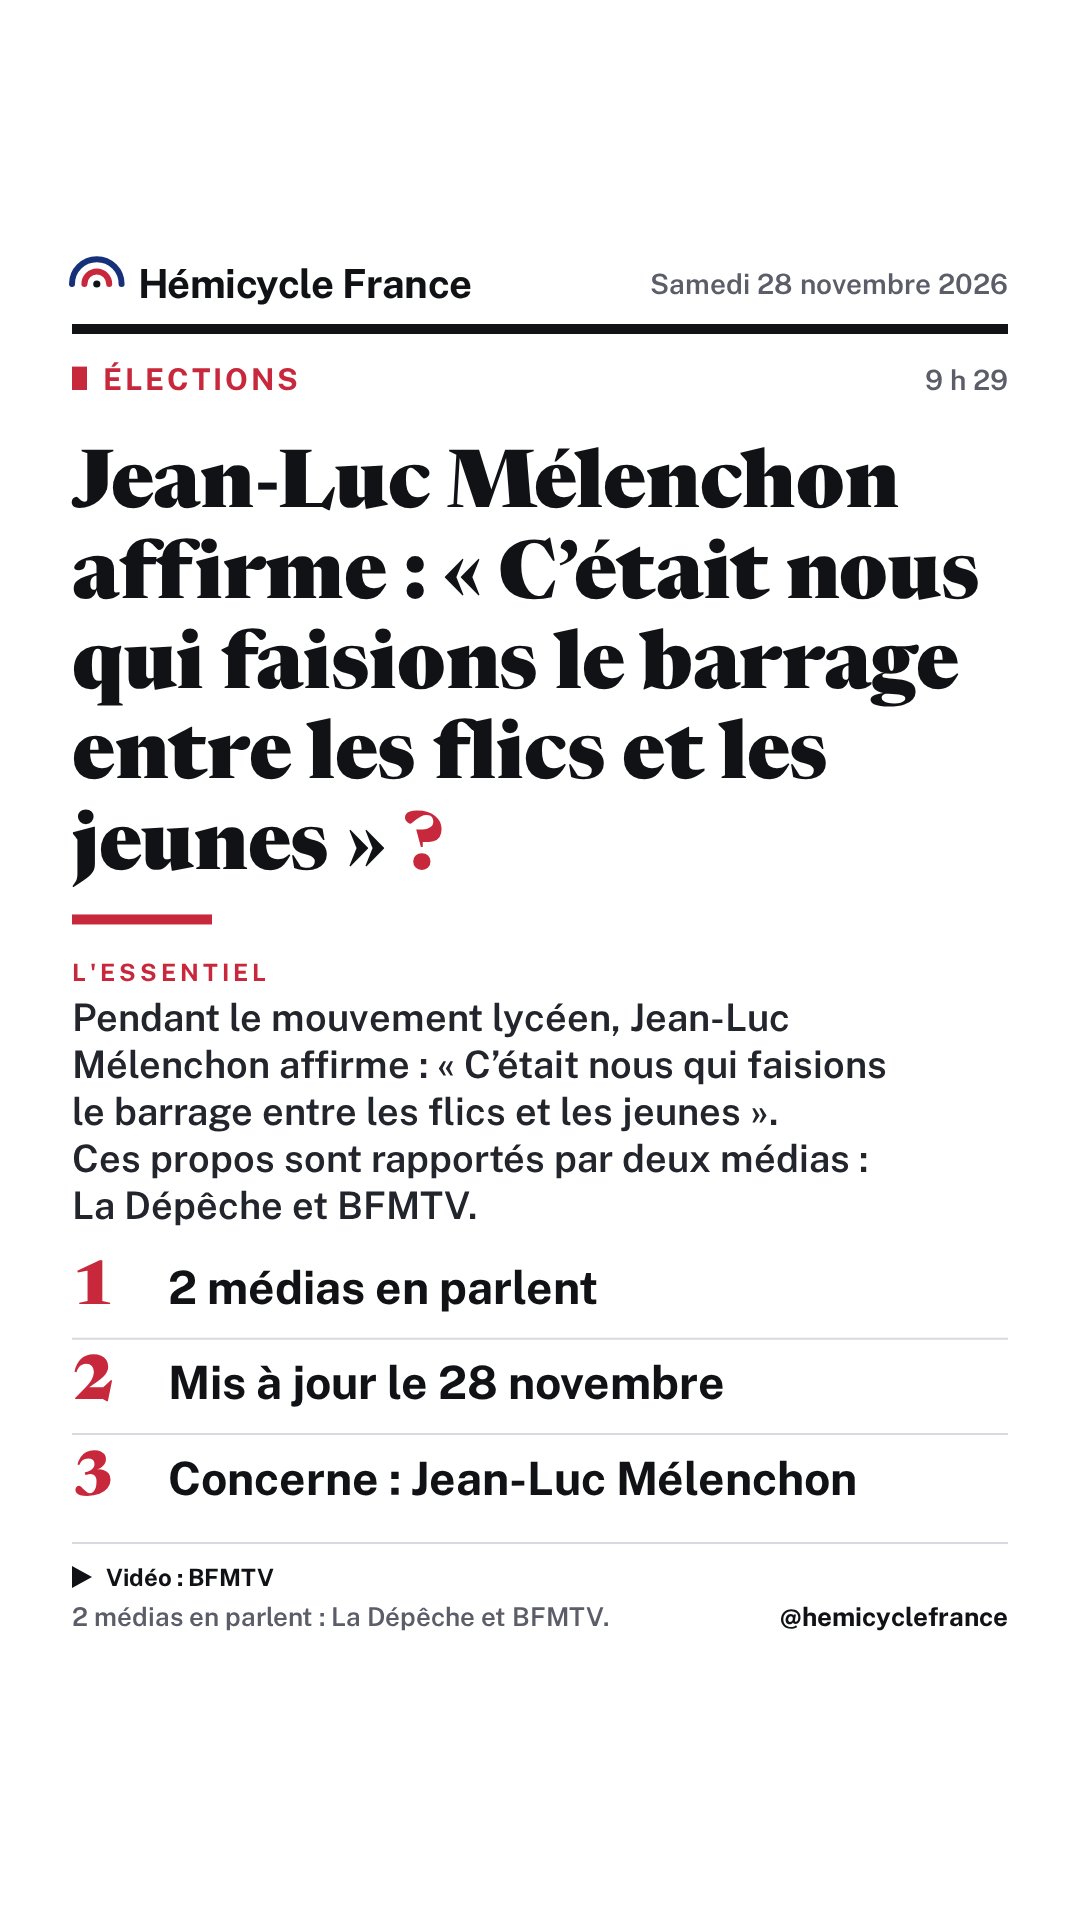 Hémicycle France
Samedi 28 novembre 2026
ÉLECTIONS
9 h 29
Jean-Luc Mélenchon
affirme : « C’était nous
qui faisions le barrage
entre les flics et les
jeunes » ?
L'ESSENTIEL
Pendant le mouvement lycéen, Jean-Luc
Mélenchon affirme : « C’était nous qui faisions
le barrage entre les flics et les jeunes ».
Ces propos sont rapportés par deux médias :
La Dépêche et BFMTV.
1 2 médias en parlent
2 Mis à jour le 28 novembre
3 Concerne : Jean-Luc Mélenchon
Vidéo : BFMTV
2 médias en parlent : La Dépêche et BFMTV.
@hemicyclefrance